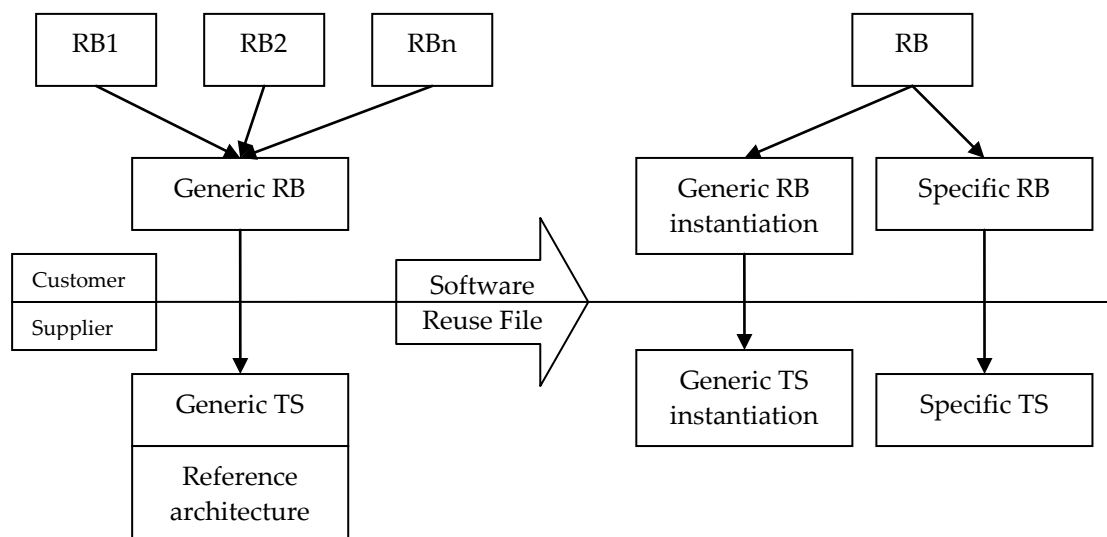 RB1
RB2
RBn
RB
Generic RB
Generic RB
instantiation
Specific RB
Customer
Supplier
Software
Reuse File
Generic TS
Reference
architecture
Generic TS
instantiation
Specific TS